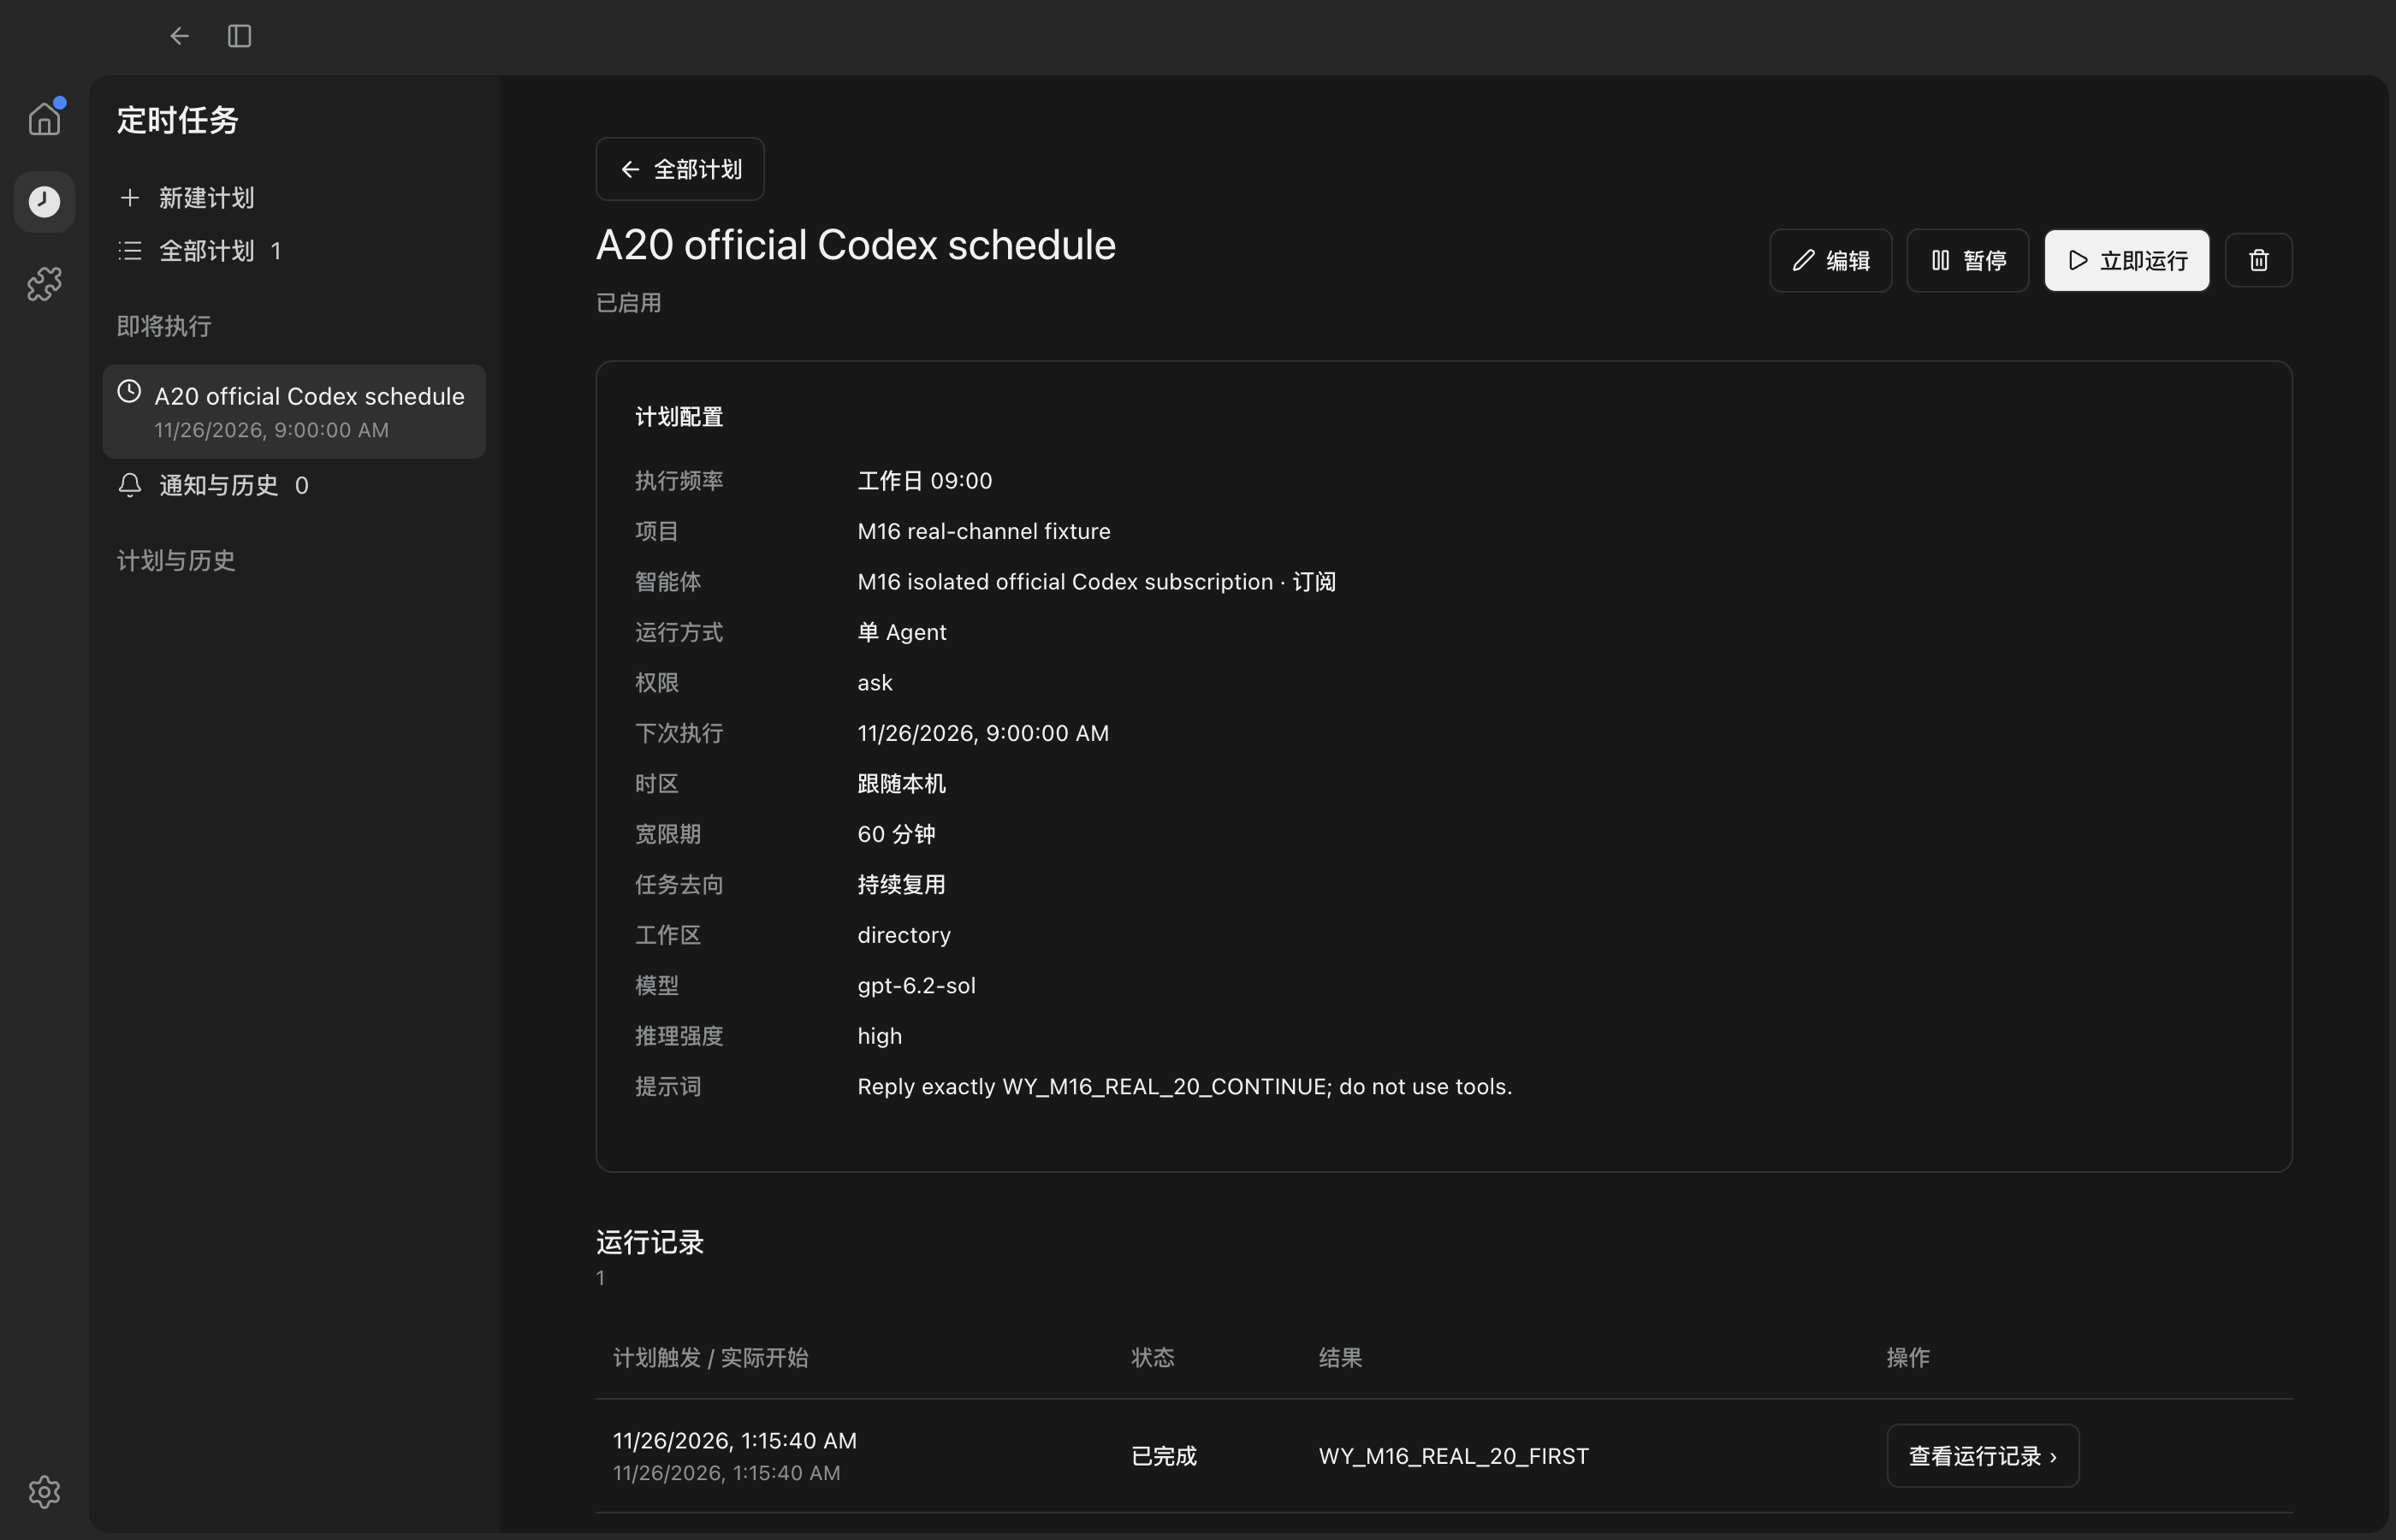 定时任务
新建计划
全部计划 1
即将执行
A20 official Codex schedule
11/26/2026, 9:00:00 AM
通知与历史 0
计划与历史
全部计划
A20 official Codex schedule
已启用
编辑
暂停
立即运行
计划配置
执行频率 工作日 09:00
项目 M16 real-channel fixture
智能体 M16 isolated official Codex subscription · 订阅
运行方式 单 Agent
权限 ask
下次执行 11/26/2026, 9:00:00 AM
时区 跟随本机
宽限期 60 分钟
任务去向 持续复用
工作区 directory
模型 gpt-6.2-sol
推理强度 high
提示词 Reply exactly WY_M16_REAL_20_CONTINUE; do not use tools.
运行记录
1
计划触发 / 实际开始 状态 结果 操作
11/26/2026, 1:15:40 AM
11/26/2026, 1:15:40 AM
已完成
WY_M16_REAL_20_FIRST
查看运行记录 ›